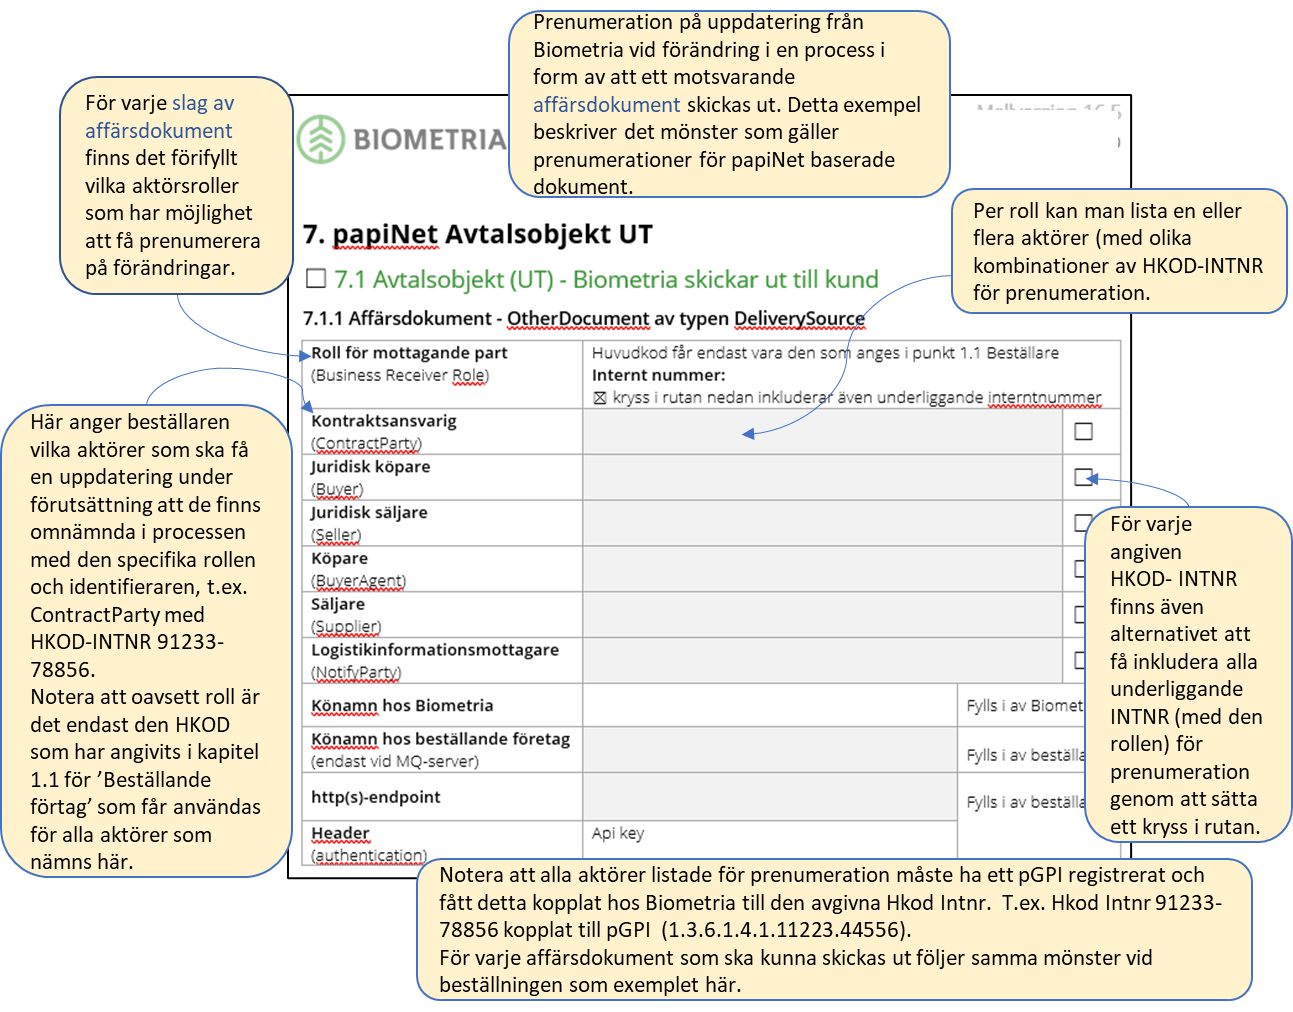 Prenumeration på uppdatering från
Biometria vid förändring i en process i
form av att ett motsvarande
affärsdokument skickas ut. Detta exempel
beskriver det mönster som gäller
prenumerationer för papiNet baserade
dokument.
För varje slag av
affärsdokument
finns det förifyllt
vilka aktörsroller
som har möjlighet
att få prenumerera
på förändringar.
BIOMETRIA
Per roll kan man lista en eller
flera aktörer (med olika
kombinationer av HKOD-INTNR
för prenumeration.
7. papiNet Avtalsobjekt UT
☐ 7.1 Avtalsobjekt (UT) - Biometria skickar ut till kund
7.1.1 Affärsdokument - OtherDocument av typen DeliverySource
Roll för mottagande part
(Business Receiver Role)
Huvudkod får endast vara den som anges i punkt 1.1 Beställare
Internt nummer:
☒ kryss i rutan nedan inkluderar även underliggande interntnummer
Kontraktsansvarig
(ContractParty)
☐
Juridisk köpare
(Buyer)
☐
Juridisk säljare
(Seller)
Köpare
(BuyerAgent)
Säljare
(Supplier)
Logistikinformationsmottagare
(NotifyParty)
Könamn hos Biometria
Fylls i av Biomet
Könamn hos beställande företag
(endast vid MQ-server)
Fylls i av beställa
http(s)-endpoint
Fylls i av beställa
Header
(authentication)
Api key
Här anger beställaren
vilka aktörer som ska få
en uppdatering under
förutsättning att de finns
omnämnda i processen
med den specifika rollen
och identifieraren, t.ex.
ContractParty med
HKOD-INTNR 91233-
78856.
Notera att oavsett roll är
det endast den HKOD
som har angivits i kapitel
1.1 för ’Beställande
förtag’ som får användas
för alla aktörer som
nämns här.
För varje
angiven
HKOD- INTNR
finns även
alternativet att
få inkludera alla
underliggande
INTNR (med den
rollen) för
prenumeration
genom att sätta
ett kryss i rutan.
Notera att alla aktörer listade för prenumeration måste ha ett pGPI registrerat och
fått detta kopplat hos Biometria till den avgivna Hkod Intnr.  T.ex. Hkod Intnr 91233-
78856 kopplat till pGPI  (1.3.6.1.4.1.11223.44556).
För varje affärsdokument som ska kunna skickas ut följer samma mönster vid
beställningen som exemplet här.